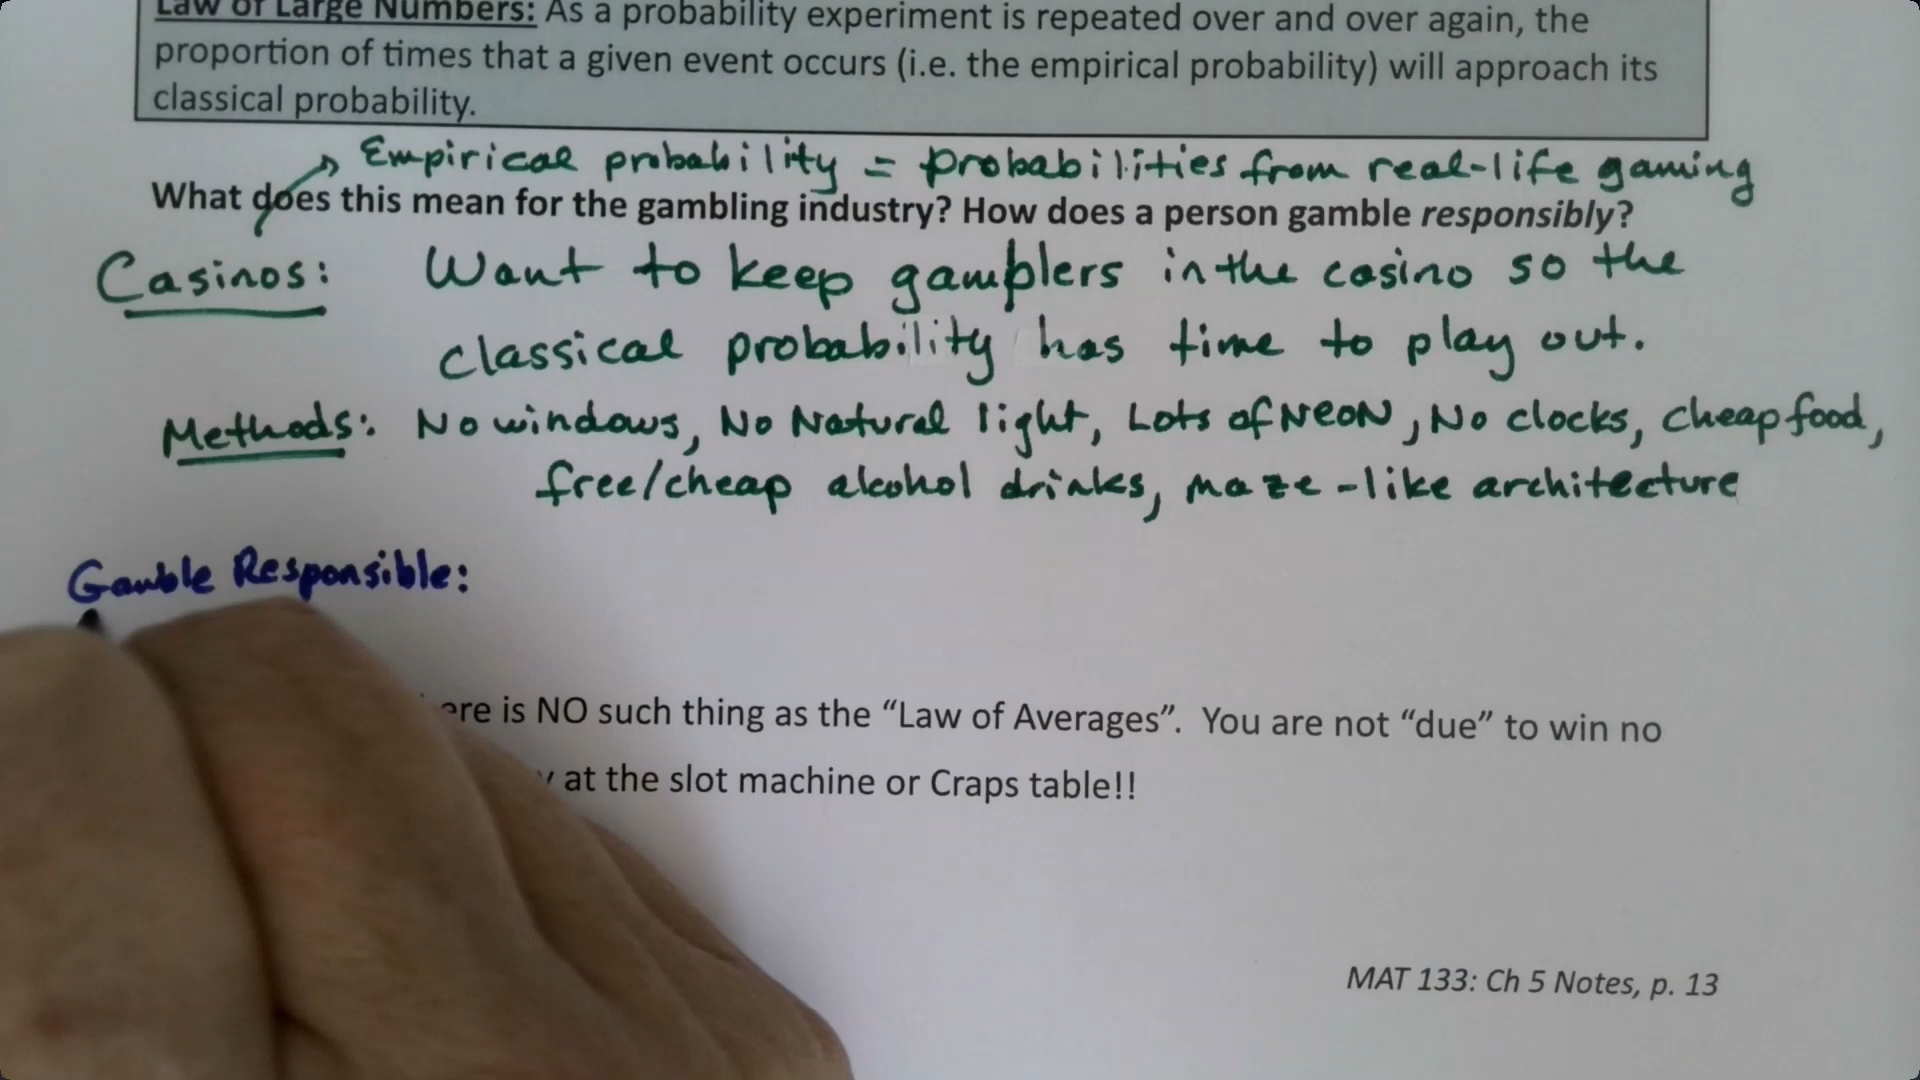 Law of Large Numbers: As a probability experiment is repeated over and over again, the
proportion of times that a given event occurs (i.e. the empirical probability) will approach its
classical probability.
Empirical probability = probabilities from real-life gaming
What does this mean for the gambling industry? How does a person gamble responsibly?
Casinos: Want to keep gamblers in the casino so the
classical probability has time to play out.
Methods: No windows, No Natural light, Lots of NEON, No clocks, cheap food,
free/cheap alcohol drinks, maze-like architecture
Gamble Responsible:
is NO such thing as the “Law of Averages”. You are not “due” to win no
at the slot machine or Craps table!!
MAT 133: Ch 5 Notes, p. 13